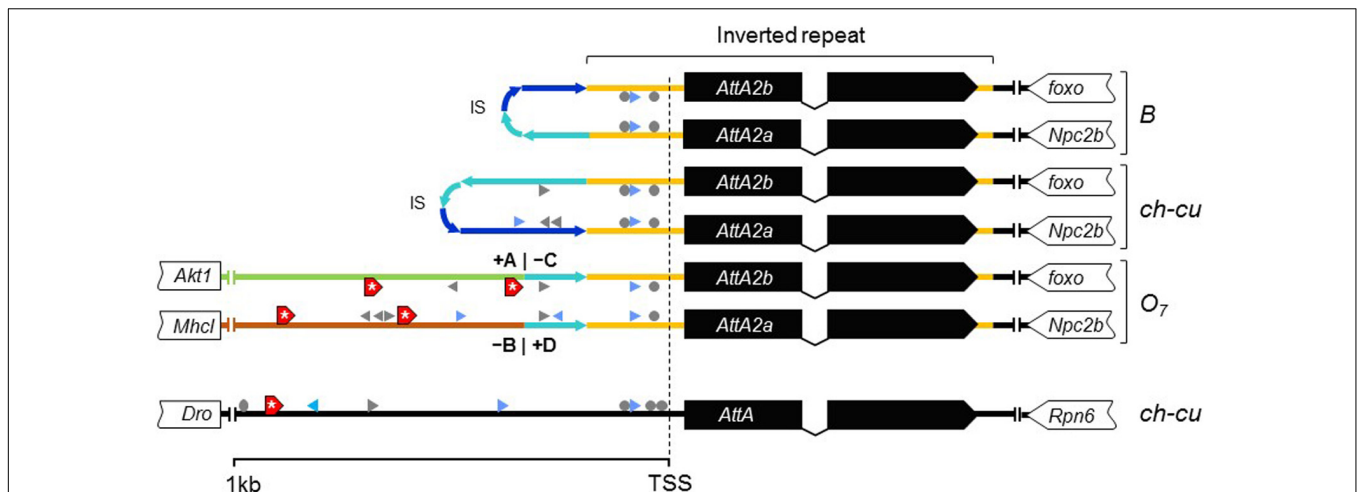 Inverted repeat
IS AttA2b foxo
AttA2a Npc2b
B
IS AttA2b foxo
AttA2a Npc2b
ch-cu
+A | −C
Akt1 * * AttA2b foxo
Mhcl * * AttA2a Npc2b
O7
−B | +D
Dro * AttA Rpn6 ch-cu
1kb TSS